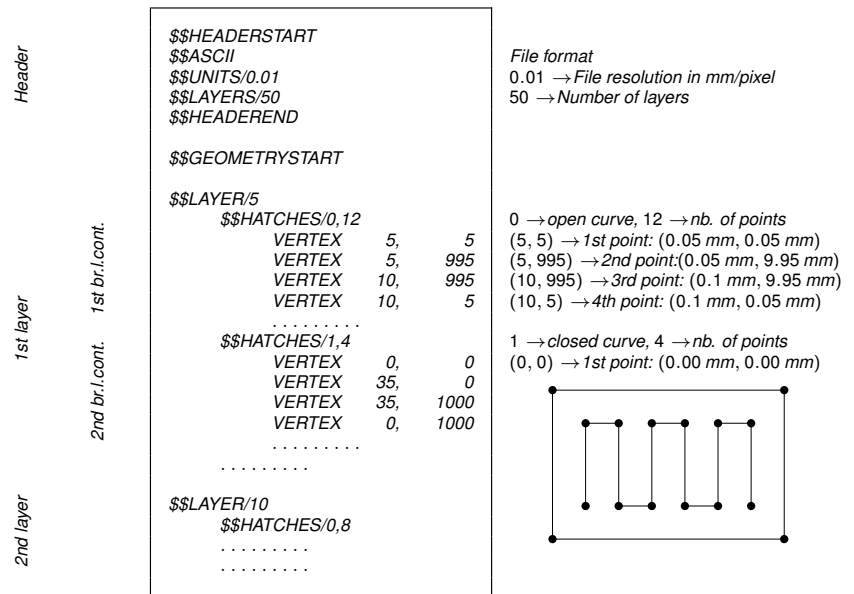 Header
$$HEADERSTART
$$ASCII File format
$$UNITS/0.01 0.01 →File resolution in mm/pixel
$$LAYERS/50 50 →Number of layers
$$HEADEREND
$$GEOMETRYSTART
1st layer
$$LAYER/5
1st br.l.cont.
$$HATCHES/0,12 0 →open curve, 12 →nb. of points
VERTEX 5, 5 (5, 5) →1st point: (0.05 mm, 0.05 mm)
VERTEX 5, 995 (5, 995) →2nd point:(0.05 mm, 9.95 mm)
VERTEX 10, 995 (10, 995) →3rd point: (0.1 mm, 9.95 mm)
VERTEX 10, 5 (10, 5) →4th point: (0.1 mm, 0.05 mm)
. . . . . . . . .
2nd br.l.cont.
$$HATCHES/1,4 1 →closed curve, 4 →nb. of points
VERTEX 0, 0 (0, 0) →1st point: (0.00 mm, 0.00 mm)
VERTEX 35, 0
VERTEX 35, 1000
VERTEX 0, 1000
. . . . . . . . .
. . . . . . . . .
2nd layer
$$LAYER/10
$$HATCHES/0,8
. . . . . . . . .
. . . . . . . . .